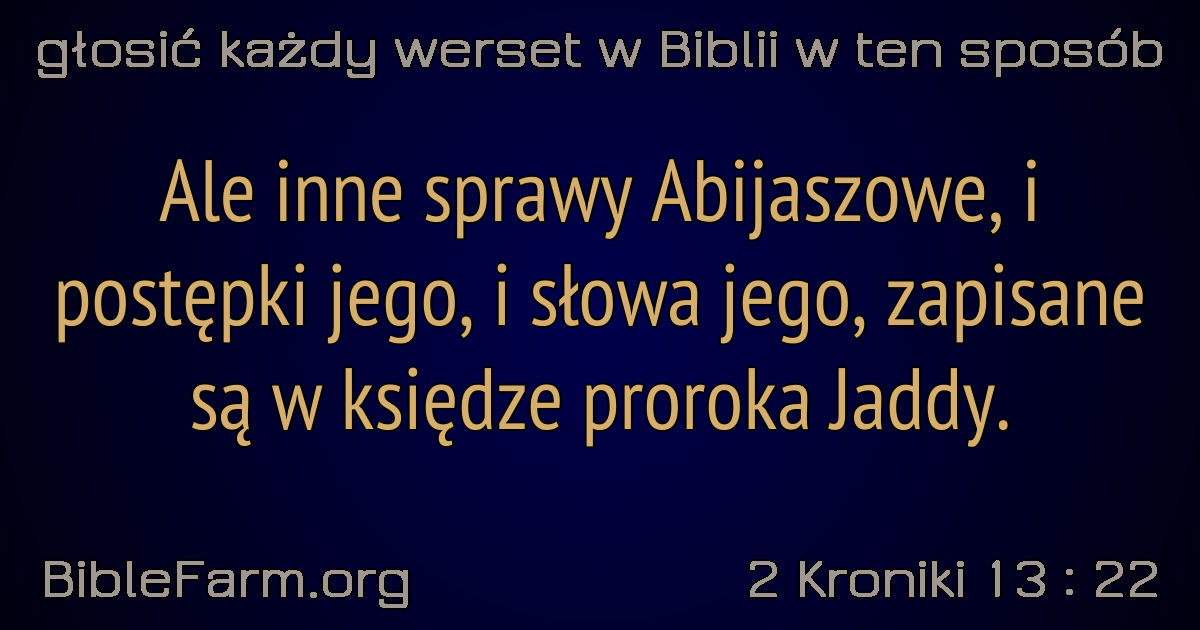 głosić każdy werset w Biblii w ten sposób
Ale inne sprawy Abijaszowe, i
postępki jego, i słowa jego, zapisane
są w księdze proroka Jaddy.
BibleFarm.org
2 Kroniki 13 : 22